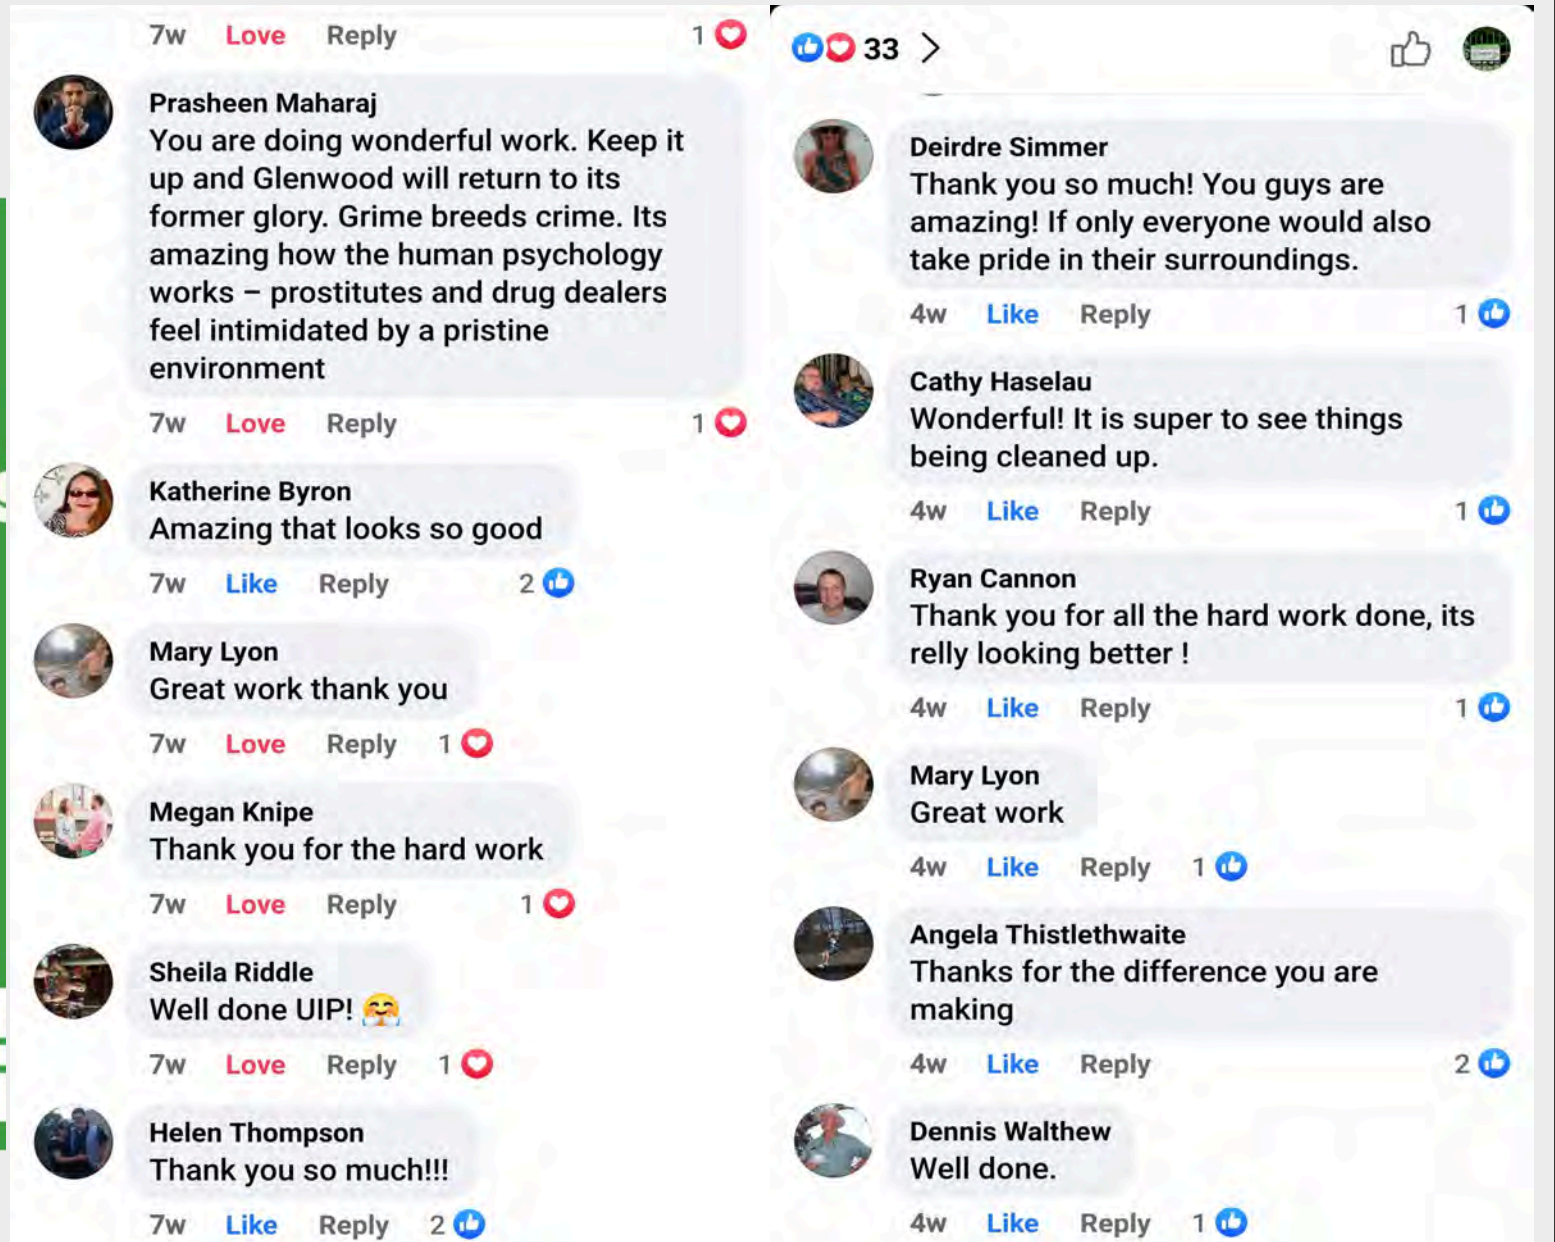 7w Love Reply 1
Prasheen Maharaj
You are doing wonderful work. Keep it
up and Glenwood will return to its
former glory. Grime breeds crime. Its
amazing how the human psychology
works – prostitutes and drug dealers
feel intimidated by a pristine
environment
7w Love Reply 1
Katherine Byron
Amazing that looks so good
7w Like Reply 2
Mary Lyon
Great work thank you
7w Love Reply 1
Megan Knipe
Thank you for the hard work
7w Love Reply 1
Sheila Riddle
Well done UIP! 🤗
7w Love Reply 1
Helen Thompson
Thank you so much!!!
7w Like Reply 2
33
Deirdre Simmer
Thank you so much! You guys are
amazing! If only everyone would also
take pride in their surroundings.
4w Like Reply 1
Cathy Haselau
Wonderful! It is super to see things
being cleaned up.
4w Like Reply 1
Ryan Cannon
Thank you for all the hard work done, its
relly looking better !
4w Like Reply 1
Mary Lyon
Great work
4w Like Reply 1
Angela Thistlethwaite
Thanks for the difference you are
making
4w Like Reply 2
Dennis Walthew
Well done.
4w Like Reply 1